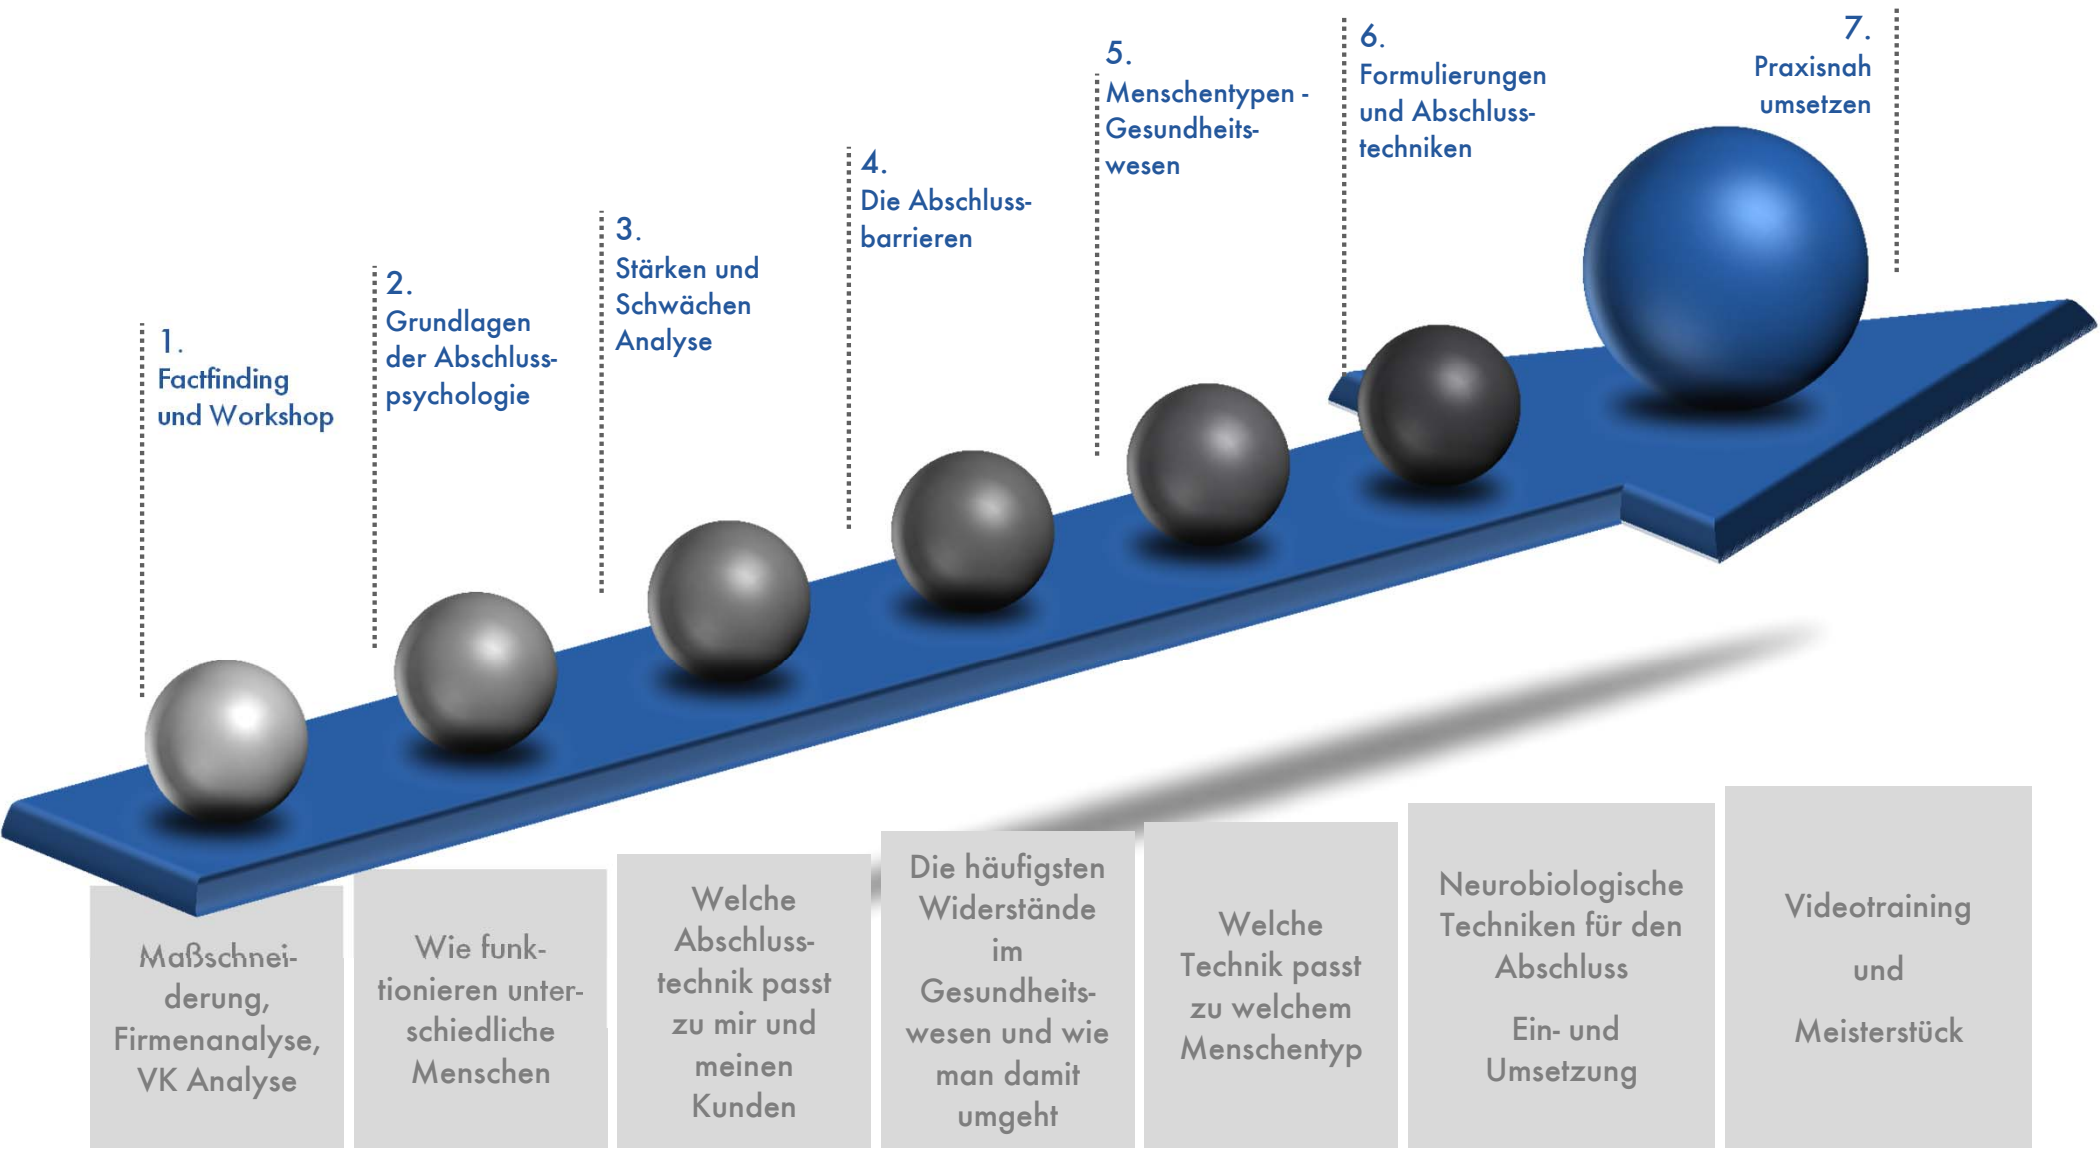 1.
Factfinding
und Workshop
2.
Grundlagen
der Abschluss-
psychologie
3.
Stärken und
Schwächen
Analyse
4.
Die Abschluss-
barrieren
5.
Menschentypen -
Gesundheits-
wesen
6.
Formulierungen
und Abschluss-
techniken
7.
Praxisnah
umsetzen
Maßschnei-
derung,
Firmenanalyse,
VK Analyse
Wie funk-
tionieren unter-
schiedliche
Menschen
Welche
Abschluss-
technik passt
zu mir und
meinen
Kunden
Die häufigsten
Widerstände
im
Gesundheits-
wesen und wie
man damit
umgeht
Welche
Technik passt
zu welchem
Menschentyp
Neurobiologische
Techniken für den
Abschluss
Ein- und
Umsetzung
Videotraining
und
Meisterstück